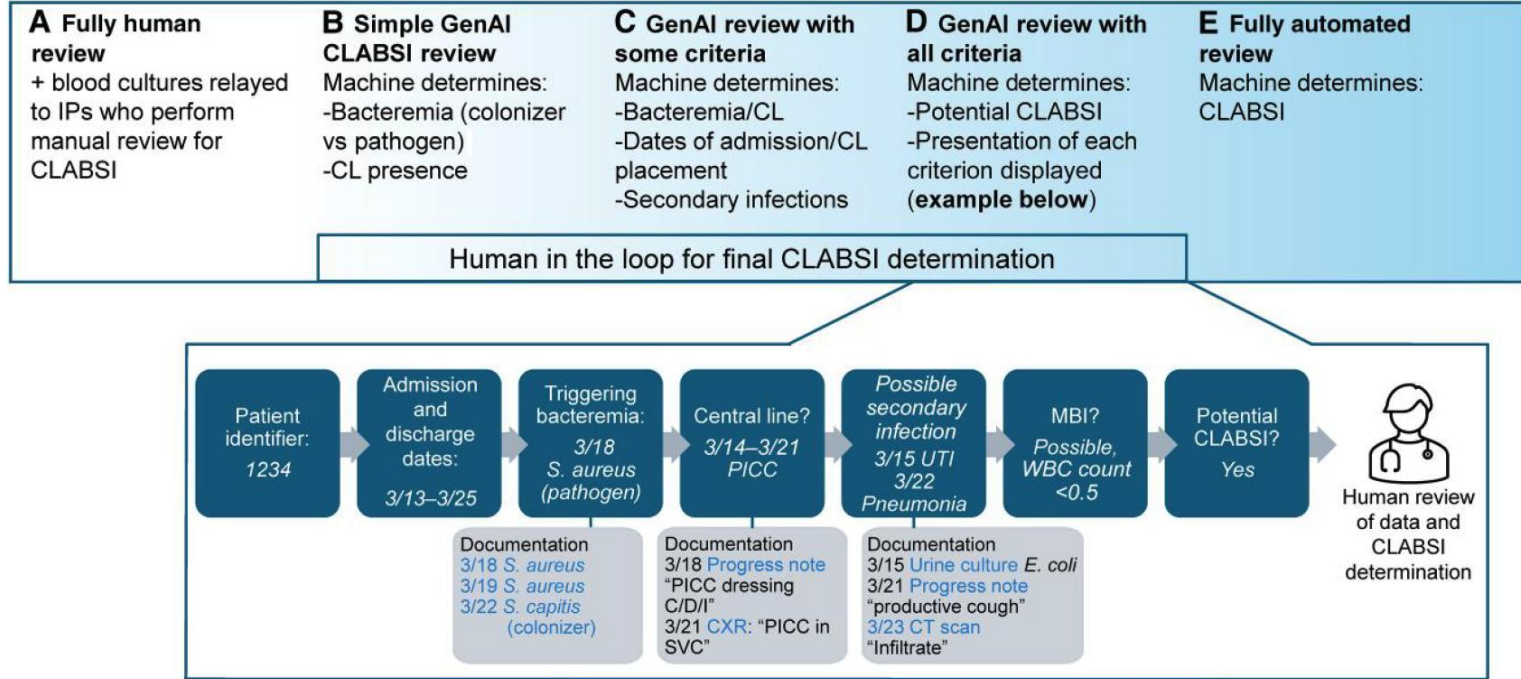 A Fully human
review
+ blood cultures relayed
to IPs who perform
manual review for
CLABSI
B Simple GenAI
CLABSI review
Machine determines:
-Bacteremia (colonizer
vs pathogen)
-CL presence
C GenAI review with
some criteria
Machine determines:
-Bacteremia/CL
-Dates of admission/CL
placement
-Secondary infections
D GenAI review with
all criteria
Machine determines:
-Potential CLABSI
-Presentation of each
criterion displayed
(example below)
E Fully automated
review
Machine determines:
CLABSI
Human in the loop for final CLABSI determination
Patient
identifier:
1234
Admission
and
discharge
dates:
3/13–3/25
Triggering
bacteremia:
3/18
S. aureus
(pathogen)
Central line?
3/14–3/21
PICC
Possible
secondary
infection
3/15 UTI
3/22
Pneumonia
MBI?
Possible,
WBC count
<0.5
Potential
CLABSI?
Yes
Human review
of data and
CLABSI
determination
Documentation
3/18 S. aureus
3/19 S. aureus
3/22 S. capitis
(colonizer)
Documentation
3/18 Progress note
“PICC dressing
C/D/I”
3/21 CXR: “PICC in
SVC”
Documentation
3/15 Urine culture E. coli
3/21 Progress note
“productive cough”
3/23 CT scan
“Infiltrate”